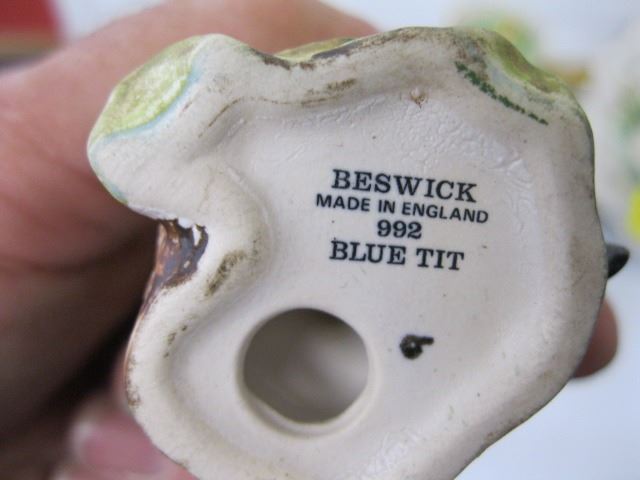 BESWICK
MADE IN ENGLAND
992
BLUE TIT